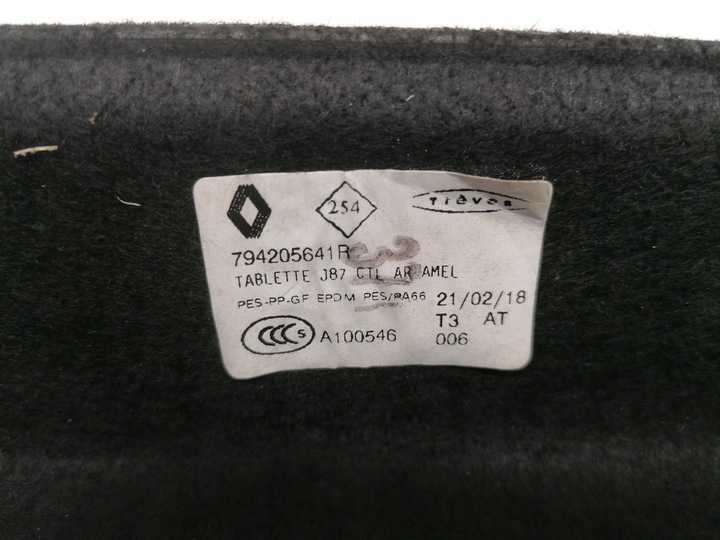 254
Trèves
794205641R
TABLETTE J87 CTL AR AMEL
PES-PP-GF EPDM PES/PA66
21/02/18
T3 AT
CCC S A100546
006